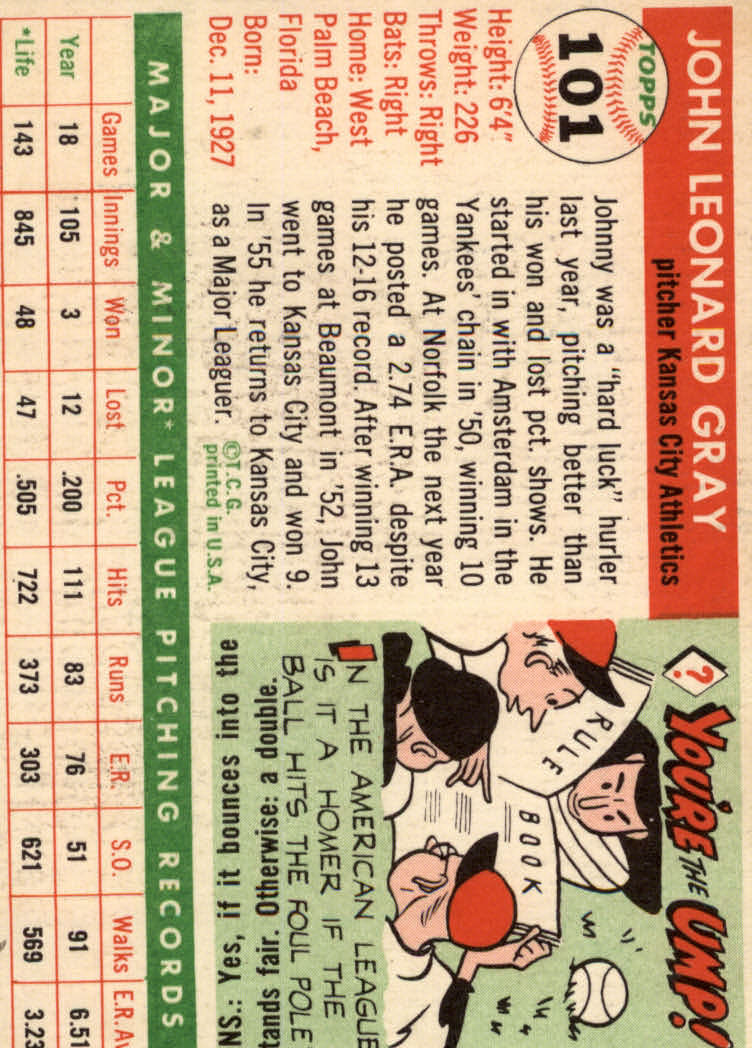 TOPPS
101
JOHN LEONARD GRAY
pitcher Kansas City Athletics
Height: 6'4"
Weight: 226
Throws: Right
Bats: Right
Home: West
Palm Beach,
Florida
Born:
Dec. 11, 1927
Johnny was a "hard luck" hurler
last year, pitching better than
his won and lost pct. shows. He
started in with Amsterdam in the
Yankees' chain in '50, winning 10
games. At Norfolk the next year
he posted a 2.74 E.R.A. despite
his 12-16 record. After winning 13
games at Beaumont in '52, John
went to Kansas City and won 9.
In '55 he returns to Kansas City,
as a Major Leaguer.
©T.C.G.
printed in U.S.A.
?
YOU'RE THE UMP!
RULE BOOK
IN THE AMERICAN LEAGUE
IS IT A HOMER IF THE
BALL HITS THE FOUL POLE
NS.: Yes, if it bounces into the
tands fair. Otherwise: a double.
MAJOR & MINOR* LEAGUE PITCHING RECORDS
Games Innings Won Lost Pct. Hits Runs E.R. S.O. Walks E.R.Av
Year 18 105 3 12 .200 111 83 76 51 91 6.51
*Life 143 845 48 47 .505 722 373 303 621 569 3.23